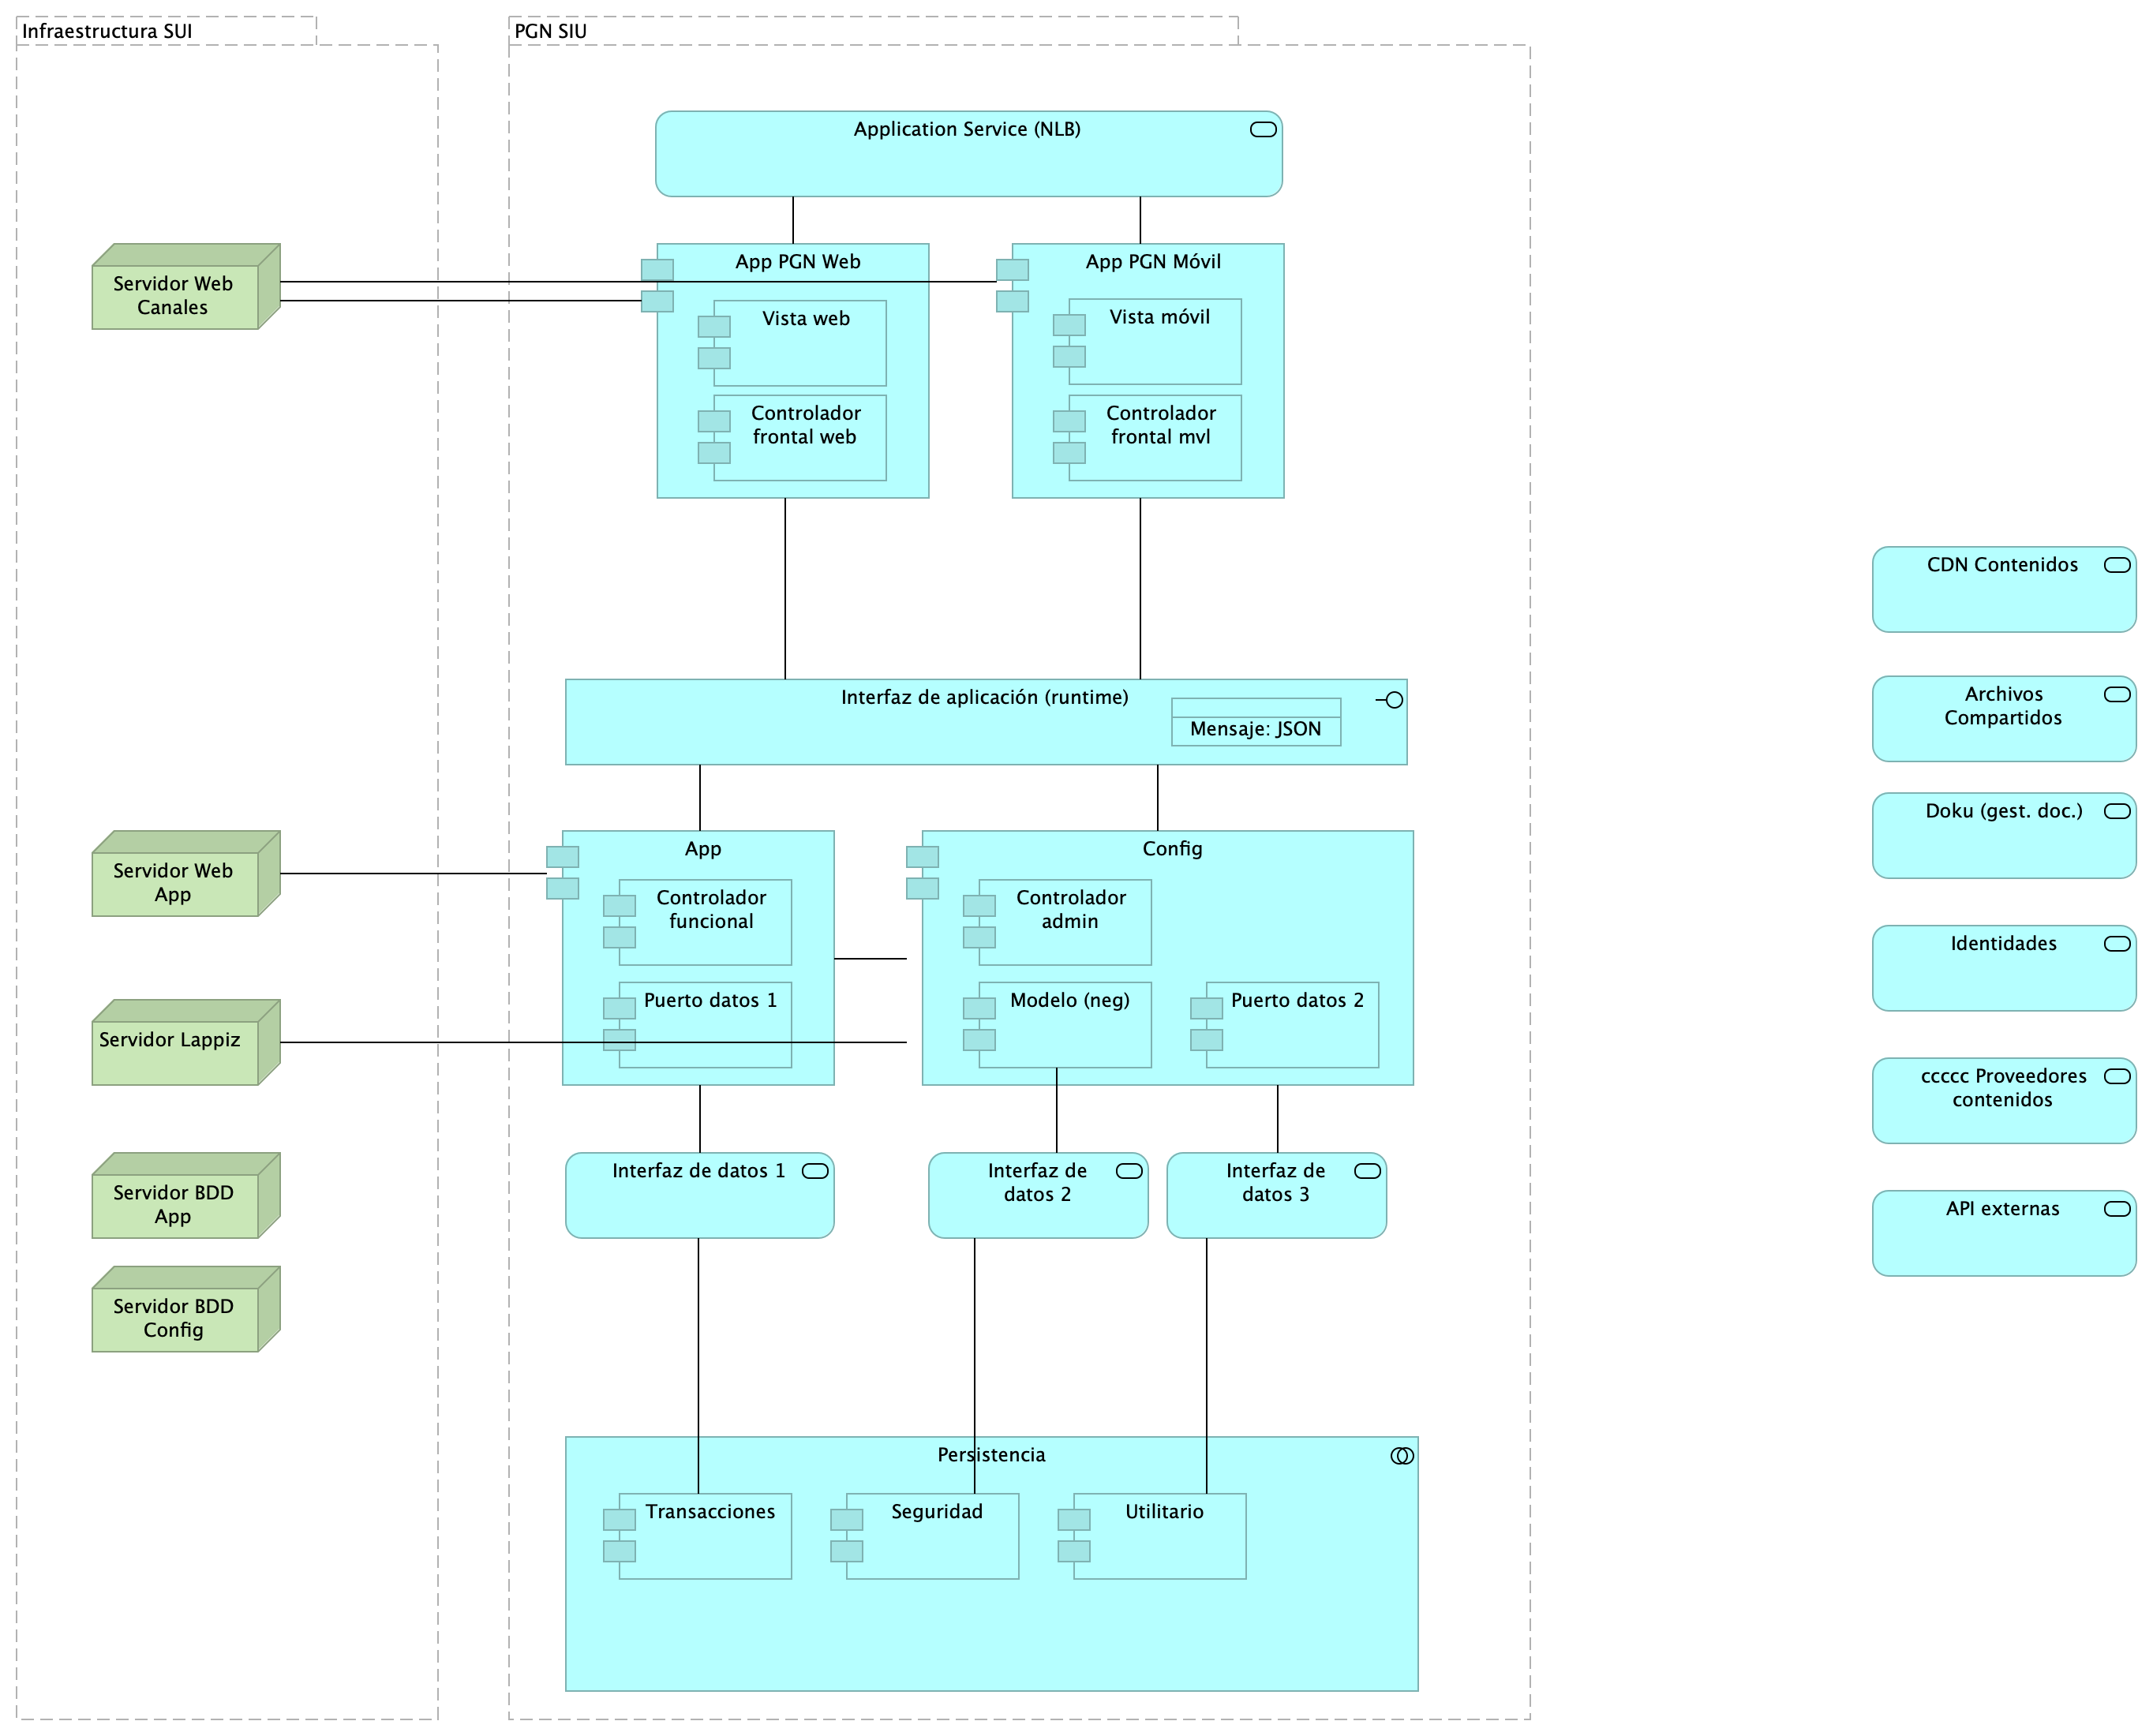 Infraestructura SUI
PGN SIU
Application Service (NLB)
Servidor Web
Canales
App PGN Web
Vista web
Controlador
frontal web
App PGN Móvil
Vista móvil
Controlador
frontal mvl
Interfaz de aplicación (runtime)
Mensaje: JSON
Servidor Web
App
App
Controlador
funcional
Puerto datos 1
Config
Controlador
admin
Modelo (neg)
Puerto datos 2
Servidor Lappiz
Servidor BDD
App
Interfaz de datos 1
Interfaz de
datos 2
Interfaz de
datos 3
Servidor BDD
Config
Persistencia
Transacciones
Seguridad
Utilitario
CDN Contenidos
Archivos
Compartidos
Doku (gest. doc.)
Identidades
ccccc Proveedores
contenidos
API externas